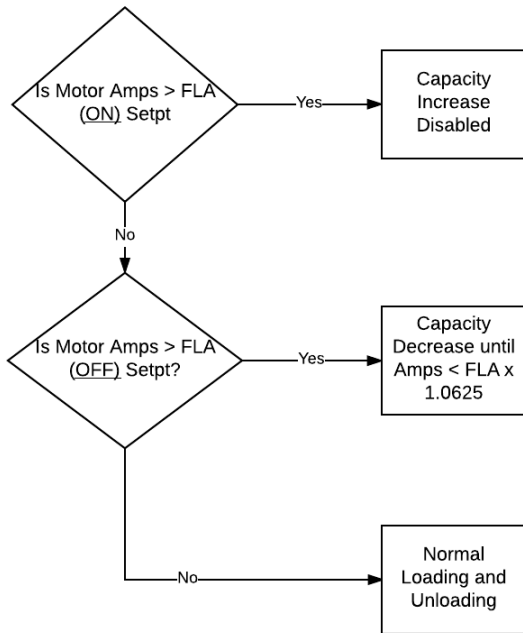 Is Motor Amps > FLA
(ON) Setpt
Yes
Capacity
Increase
Disabled
No
Is Motor Amps > FLA
(OFF) Setpt?
Yes
Capacity
Decrease until
Amps < FLA x
1.0625
No
Normal
Loading and
Unloading